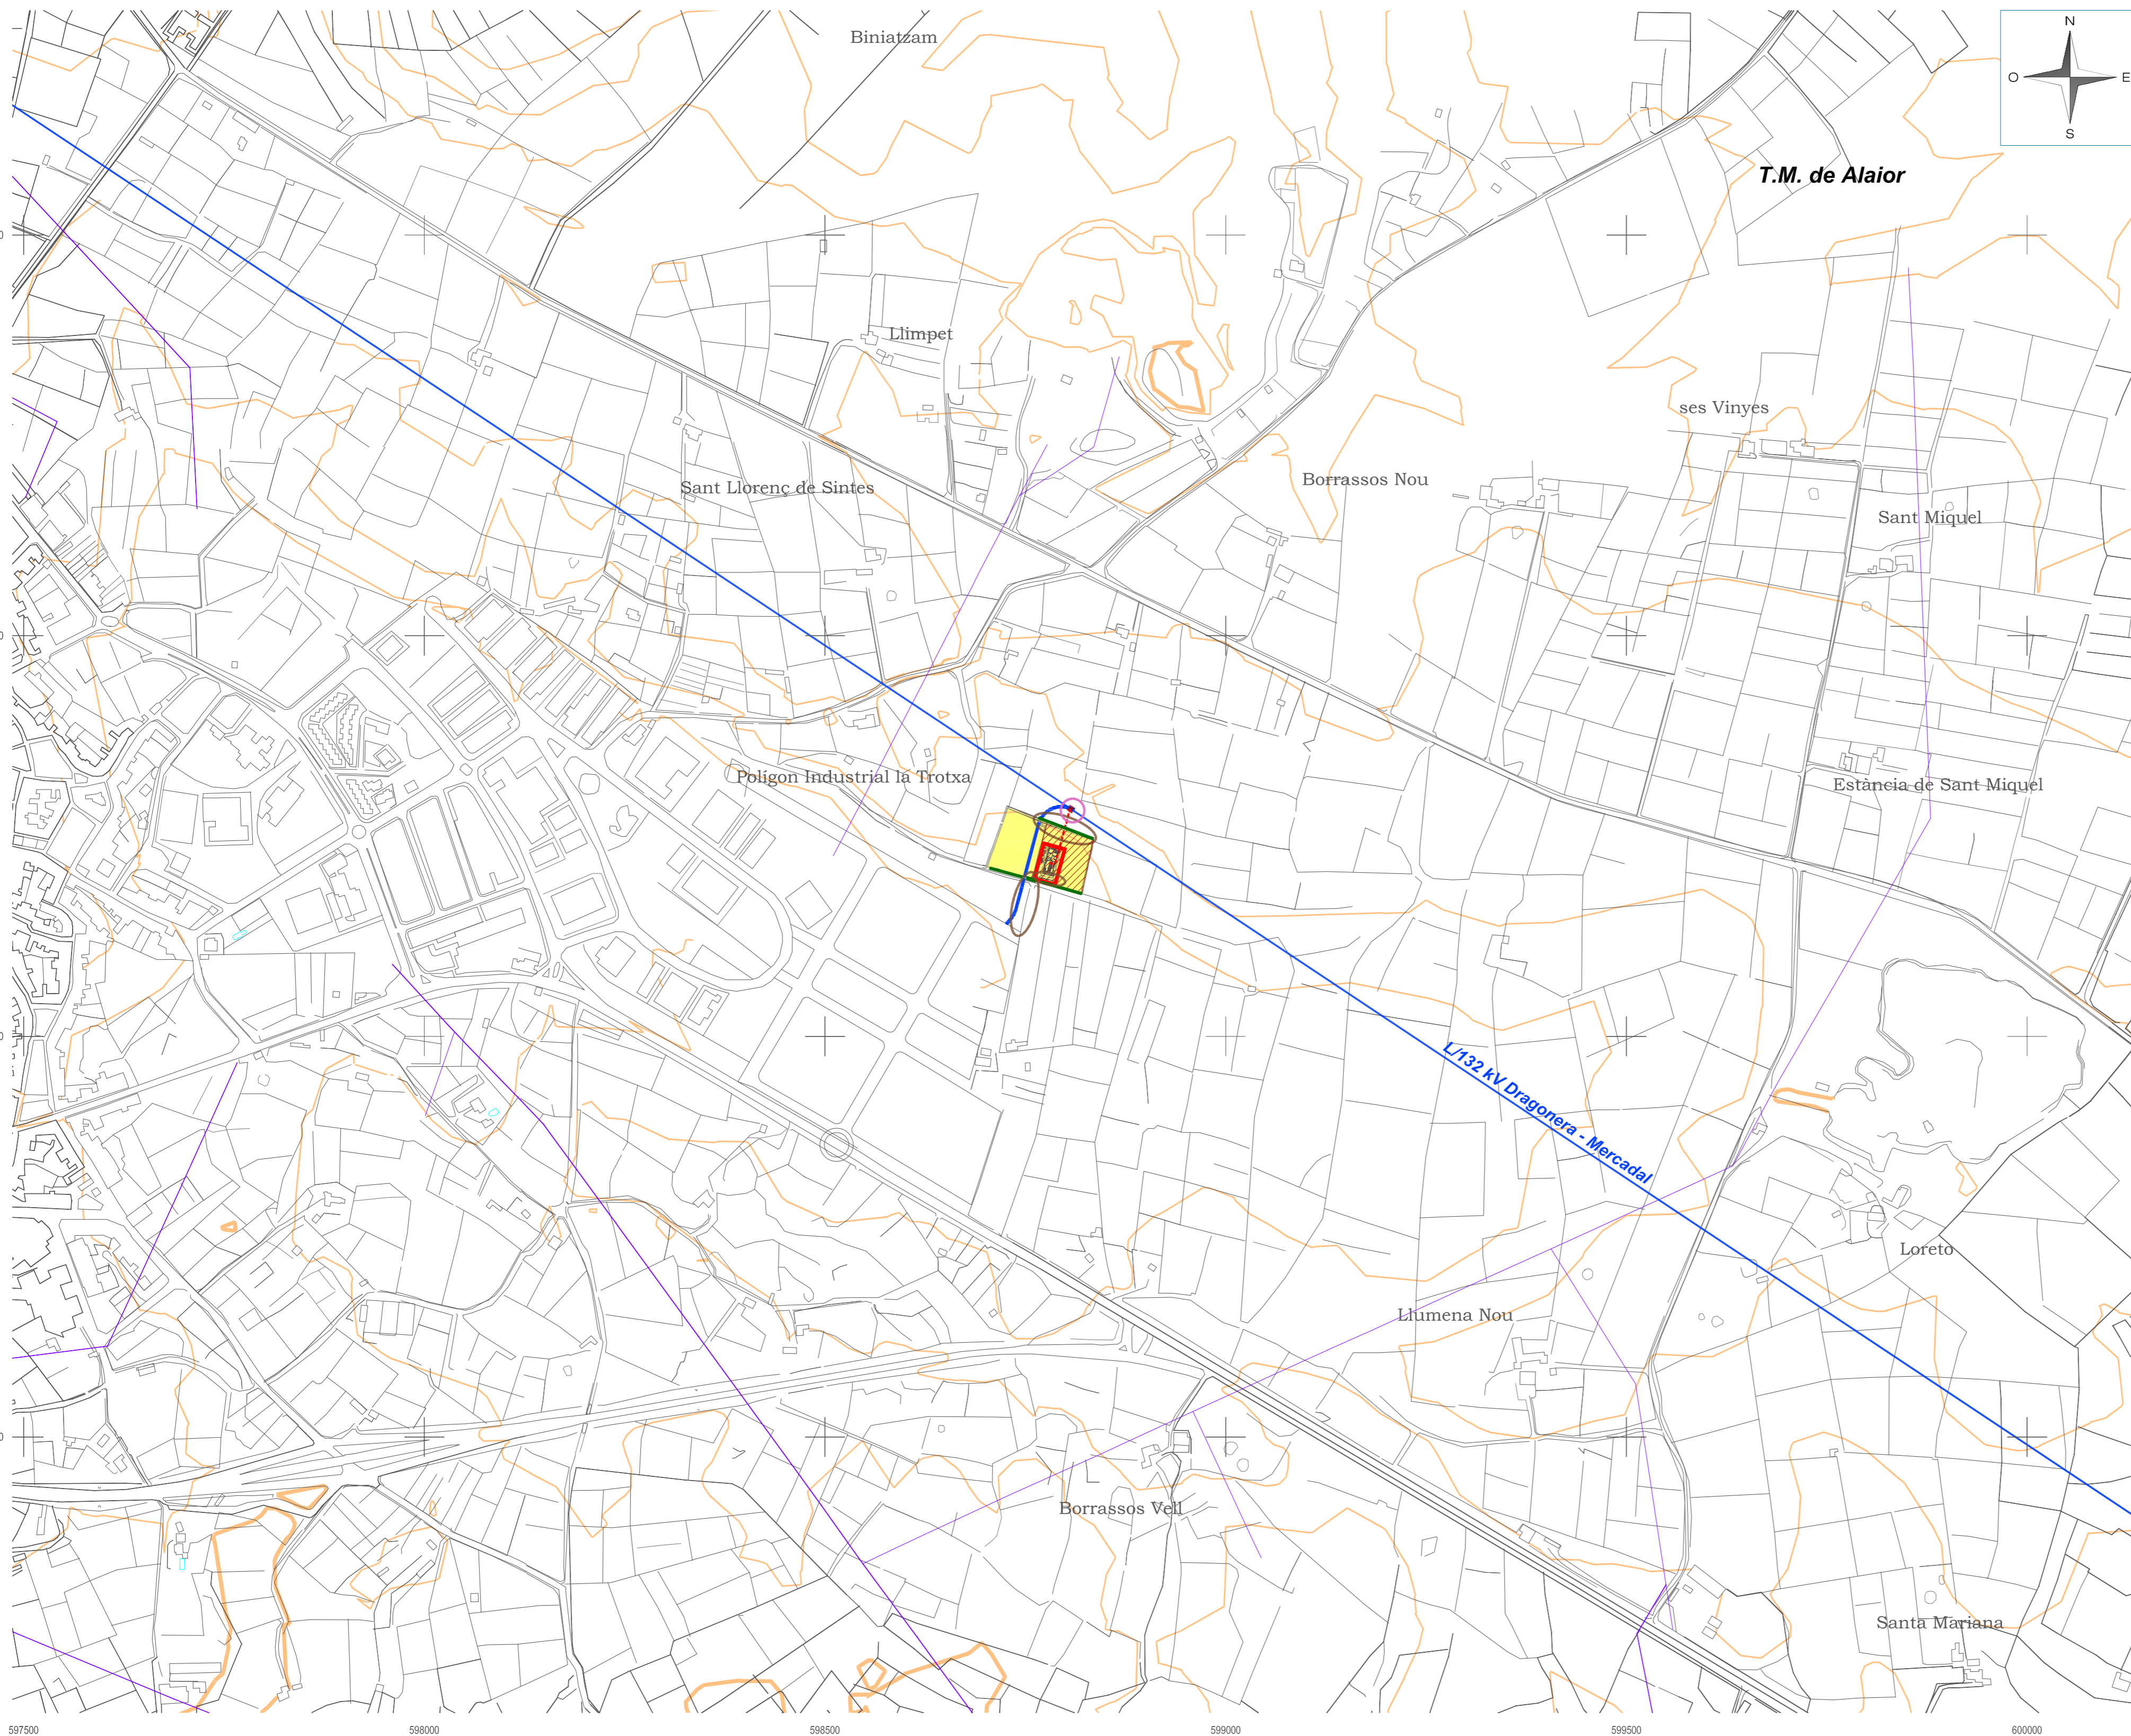 Biniatzam
N
O
E
S
T.M. de Alaior
Llimpet
ses Vinyes
Borrassos Nou
Sant Llorenç de Sintes
Sant Miquel
Polígon Industrial la Trotxa
Estància de Sant Miquel
L/132 kV Dragonera - Mercadal
Loreto
Llumena Nou
Borrassos Vell
Santa Mariana
597500
598000
598500
599000
599500
600000